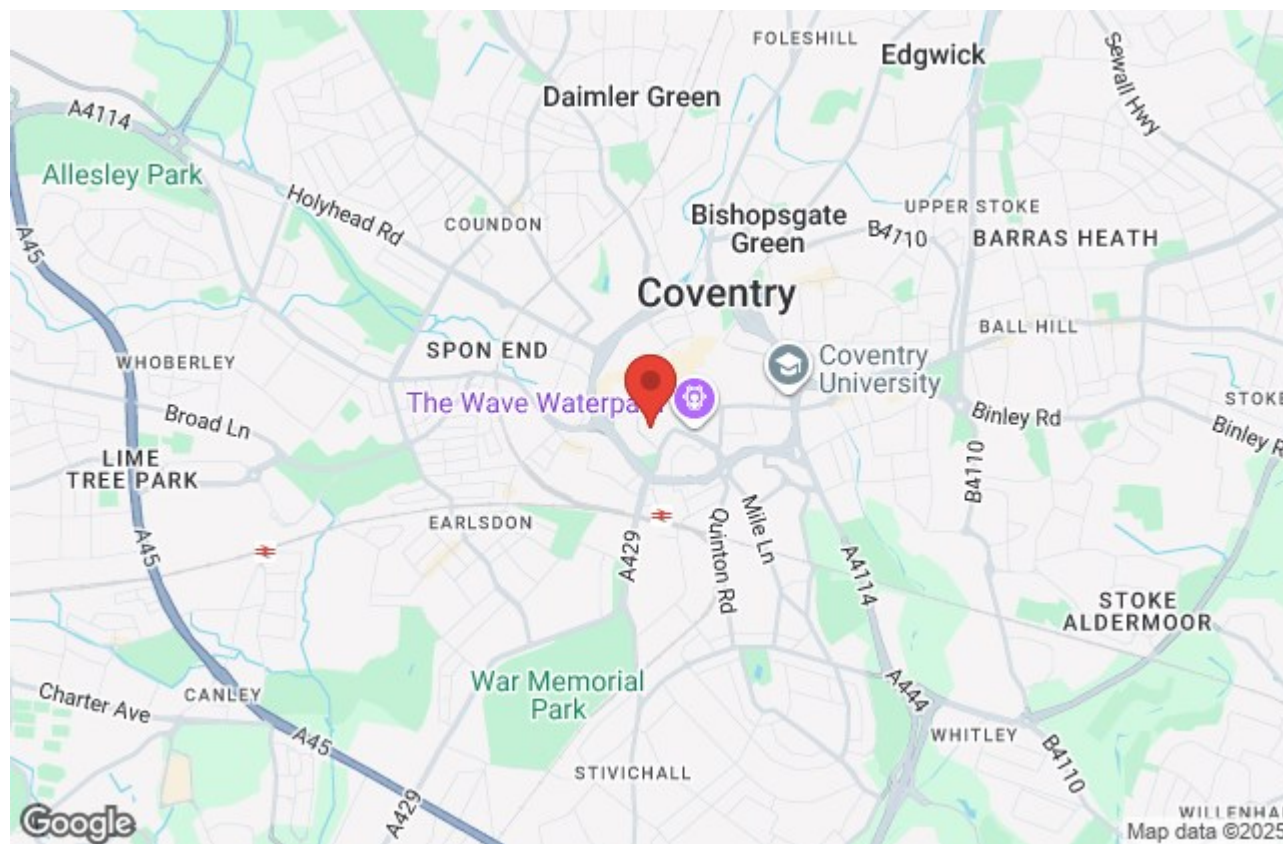 FOLESHILL
Edgwick
Sewall Hwy
Daimler Green
A4114
Allesley Park
Holyhead Rd
COUNDON
Bishopsgate
Green
UPPER STOKE
B4110
BARRAS HEATH
A45
Coventry
BALL HILL
SPON END
WHOBERLEY
Coventry
University
The Wave Waterpar
Broad Ln
Binley Rd
STOKE
Binley R
LIME
TREE PARK
B4110
EARLSDON
A45
A429
Quinton Rd
Mile Ln
A4114
STOKE
ALDERMOOR
War Memorial
Park
CANLEY
Charter Ave
A45
A444
WHITLEY
B4110
STIVICHALL
A429
WILLENHA
Google
Map data ©2025